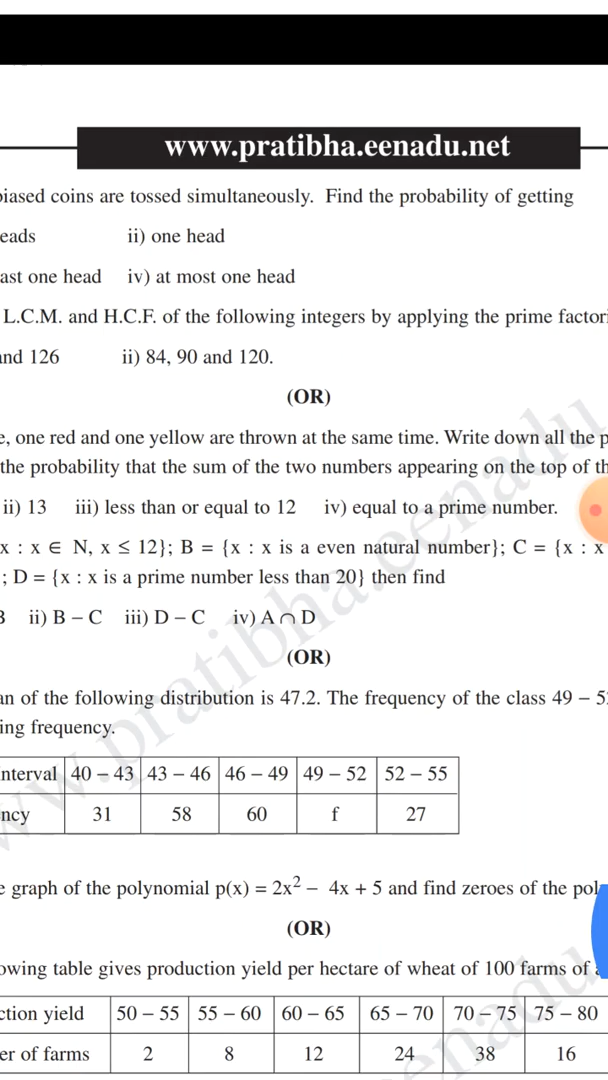 www.pratibha.eenadu.net
biased coins are tossed simultaneously. Find the probability of getting
eads ii) one head
ast one head iv) at most one head
L.C.M. and H.C.F. of the following integers by applying the prime factori
and 126 ii) 84, 90 and 120.
(OR)
e, one red and one yellow are thrown at the same time. Write down all the p
the probability that the sum of the two numbers appearing on the top of th
ii) 13 iii) less than or equal to 12 iv) equal to a prime number.
x : x ∈ N, x ≤ 12}; B = {x : x is a even natural number}; C = {x : x
; D = {x : x is a prime number less than 20} then find
B ii) B – C iii) D – C iv) A ∩ D
(OR)
an of the following distribution is 47.2. The frequency of the class 49 – 52
ing frequency.
nterval 40 – 43 43 – 46 46 – 49 49 – 52 52 – 55
ncy 31 58 60 f 27
e graph of the polynomial p(x) = 2x² – 4x + 5 and find zeroes of the pol
(OR)
owing table gives production yield per hectare of wheat of 100 farms of a
ction yield 50 – 55 55 – 60 60 – 65 65 – 70 70 – 75 75 – 80
er of farms 2 8 12 24 38 16
www.pratibha.eenadu
eenadu